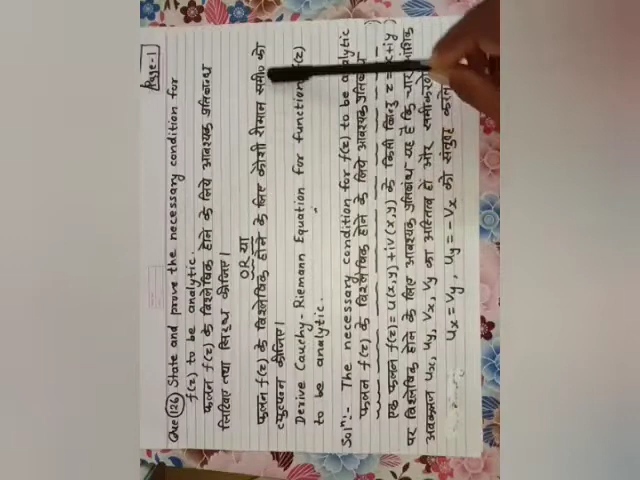 Page-1
Que (126) State and prove the necessary condition for
f(z) to be analytic.
फलन f(z) के विश्लेषिक होने के लिये आवश्यक प्रतिबन्ध
लिखिए तथा सिद्ध कीजिए।
OR या
फलन f(z) के विश्लेषिक होने के लिए कोशी रीमान समी० को
व्युत्पन्न कीजिए।
Derive Cauchy-Riemann Equation for function f(z)
to be analytic.
Solⁿ:- The necessary condition for f(z) to be analytic
फलन f(z) के विश्लेषिक होने के लिये आवश्यक प्रतिबन्ध
एक फलन f(z)=u(x,y)+iv(x,y) के किसी बिन्दु z=x+iy
पर विश्लेषिक होने के लिए आवश्यक प्रतिबंध यह है कि चार आंशिक
अवकलज ux, uy, vx, vy का अस्तित्व हो और समीकरण
ux=vy, uy=-vx को संतुष्ट करते